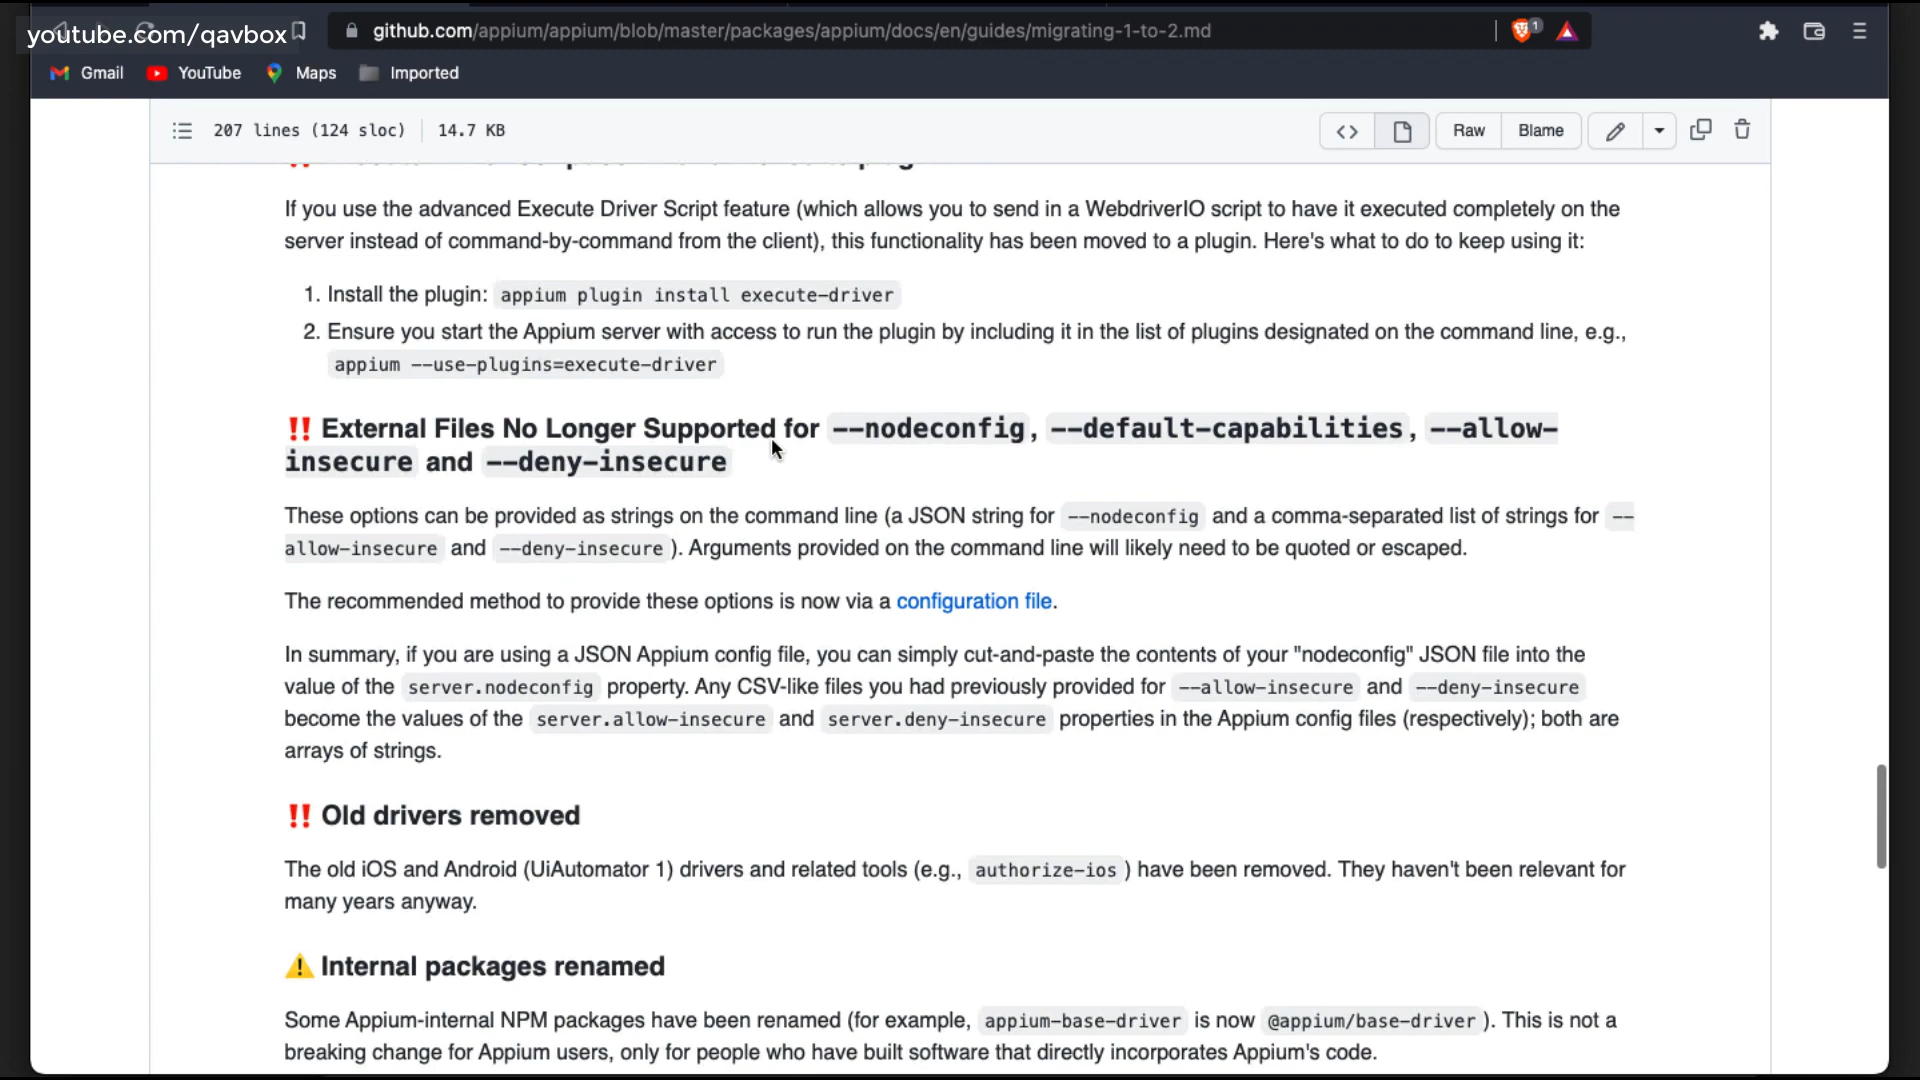 youtube.com/qavbox
github.com/appium/appium/blob/master/packages/appium/docs/en/guides/migrating-1-to-2.md
1
Gmail YouTube Maps Imported
207 lines (124 sloc) 14.7 KB
Raw Blame
If you use the advanced Execute Driver Script feature (which allows you to send in a WebdriverIO script to have it executed completely on the
server instead of command-by-command from the client), this functionality has been moved to a plugin. Here's what to do to keep using it:
1. Install the plugin: appium plugin install execute-driver
2. Ensure you start the Appium server with access to run the plugin by including it in the list of plugins designated on the command line, e.g.,
appium --use-plugins=execute-driver
‼ External Files No Longer Supported for --nodeconfig, --default-capabilities, --allow-
insecure and --deny-insecure
These options can be provided as strings on the command line (a JSON string for --nodeconfig and a comma-separated list of strings for --
allow-insecure and --deny-insecure ). Arguments provided on the command line will likely need to be quoted or escaped.
The recommended method to provide these options is now via a configuration file.
In summary, if you are using a JSON Appium config file, you can simply cut-and-paste the contents of your "nodeconfig" JSON file into the
value of the server.nodeconfig property. Any CSV-like files you had previously provided for --allow-insecure and --deny-insecure
become the values of the server.allow-insecure and server.deny-insecure properties in the Appium config files (respectively); both are
arrays of strings.
‼ Old drivers removed
The old iOS and Android (UiAutomator 1) drivers and related tools (e.g., authorize-ios ) have been removed. They haven't been relevant for
many years anyway.
⚠ Internal packages renamed
Some Appium-internal NPM packages have been renamed (for example, appium-base-driver is now @appium/base-driver ). This is not a
breaking change for Appium users, only for people who have built software that directly incorporates Appium's code.